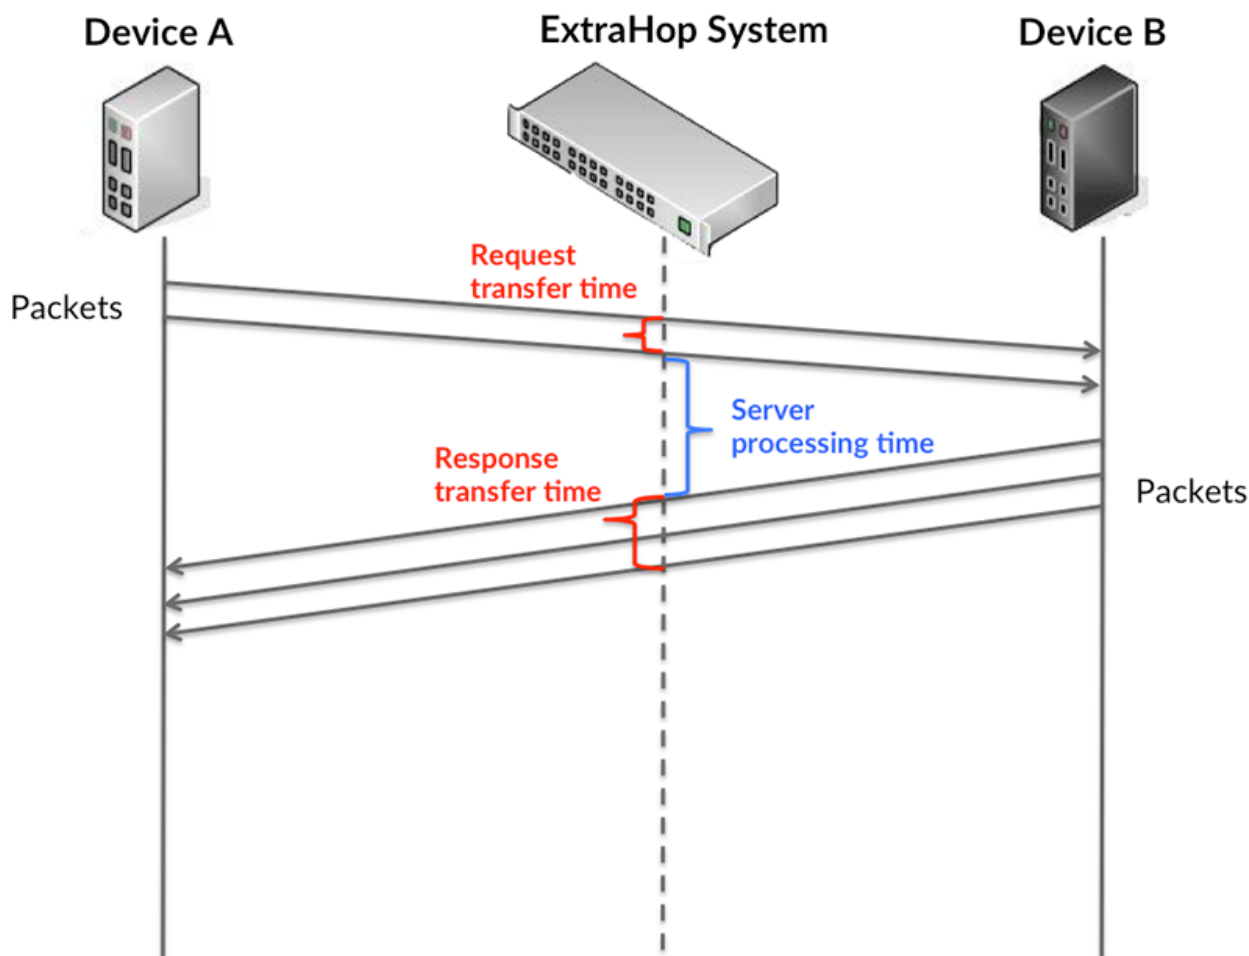 Device A
ExtraHop System
Device B
Request
transfer time
Packets
Server
processing time
Response
transfer time
Packets